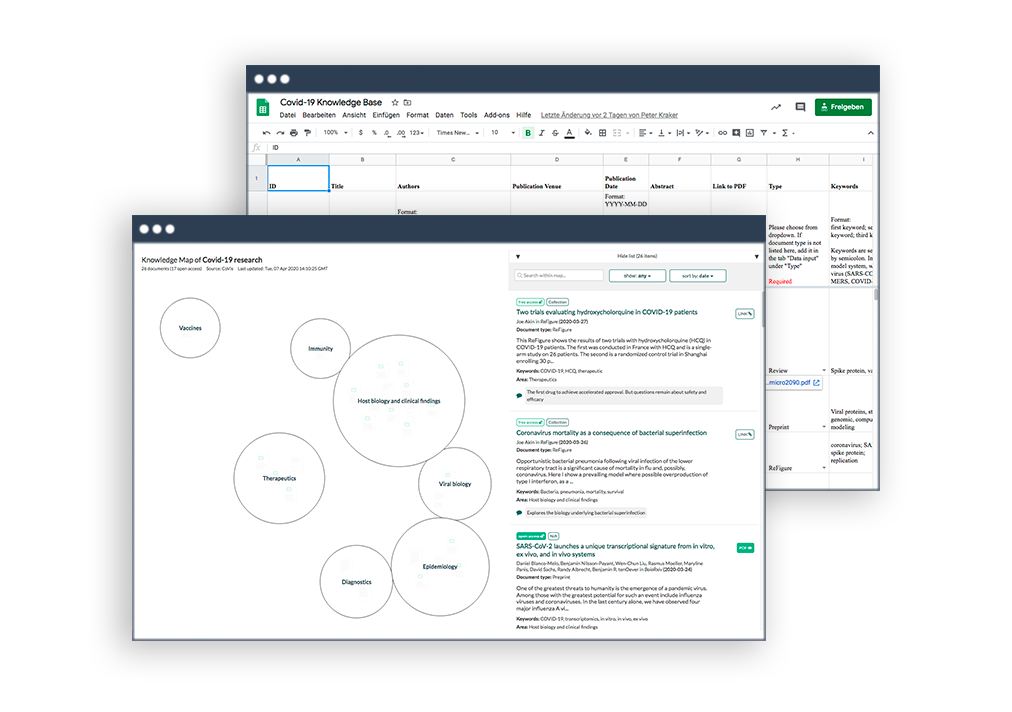 Covid-19 Knowledge Base
Freigeben
Datei Bearbeiten Ansicht Einfügen Format Daten Tools Add-ons Hilfe Letzte Änderung vor 2 Tagen von Peter Kraker
100% $ % .0 .00 123 Times New... 10 B I S A
fx ID
A B C D E F G H I
1
ID Title Authors Publication Venue Publication Date Abstract Link to PDF Type Keywords
Format:
Format:
YYYY-MM-DD
Please choose from
dropdown. If
document type is not
listed here, add it in
the tab "Data input"
under "Type"
Required
Format:
first keyword; se
keyword; third k
Keywords are se
by semicolon. In
model system, w
virus (SARS-CO
MERS, COVID-
Review
Spike protein, va
...micro2090.pdf
Preprint
Viral proteins, st
genomic, compu
modeling
ReFigure
coronavirus; SA
spike protein;
replication
Knowledge Map of Covid-19 research
26 documents (17 open access) Source: CoVis Last updated: Tue, 07 Apr 2020 14:10:25 GMT
Vaccines
Immunity
Host biology and clinical findings
Therapeutics
Viral biology
Epidemiology
Diagnostics
Hide list (26 items)
Search within map...
show: any
sort by: date
free access Collection
Two trials evaluating hydroxycholorquine in COVID-19 patients
LINK
Joe Akin in ReFigure (2020-03-27)
Document type: ReFigure
This ReFigure shows the results of two trials with hydroxycholorquine (HCQ) in
COVID-19 patients. The first was conducted in France with HCQ and is a single-
arm study on 26 patients. The second is a randomized control trial in Shanghai
enrolling 30 p...
Keywords: COVID-19, HCQ, therapeutic
Area: Therapeutics
The first drug to achieve accelerated approval. But questions remain about safety and
efficacy
free access Collection
Coronavirus mortality as a consequence of bacterial superinfection
LINK
Joe Akin in ReFigure (2020-03-26)
Document type: ReFigure
Opportunistic bacterial pneumonia following viral infection of the lower
respiratory tract is a significant cause of mortality in flu and, possibly,
coronavirus. Here I show a prevailing model where possible overproduction of
type I interferon, as a ...
Keywords: Bacteria, pneumonia, mortality, survival
Area: Host biology and clinical findings
Explores the biology underlying bacterial superinfection
open access N/A
SARS-CoV-2 launches a unique transcriptional signature from in vitro,
ex vivo, and in vivo systems
PDF
Daniel Blanco-Melo, Benjamin Nilsson-Payant, Wen-Chun Liu, Rasmus Moeller, Maryline
Panis, David Sachs, Randy Albrecht, Benjamin R. tenOever in BioRxiv (2020-03-24)
Document type: Preprint
One of the greatest threats to humanity is the emergence of a pandemic virus.
Among those with the greatest potential for such an event include influenza
viruses and coronaviruses. In the last century alone, we have observed four
major influenza A vi...
Keywords: COVID-19, transcriptomics, in vitro, in vivo, ex vivo
Area: Host biology and clinical findings